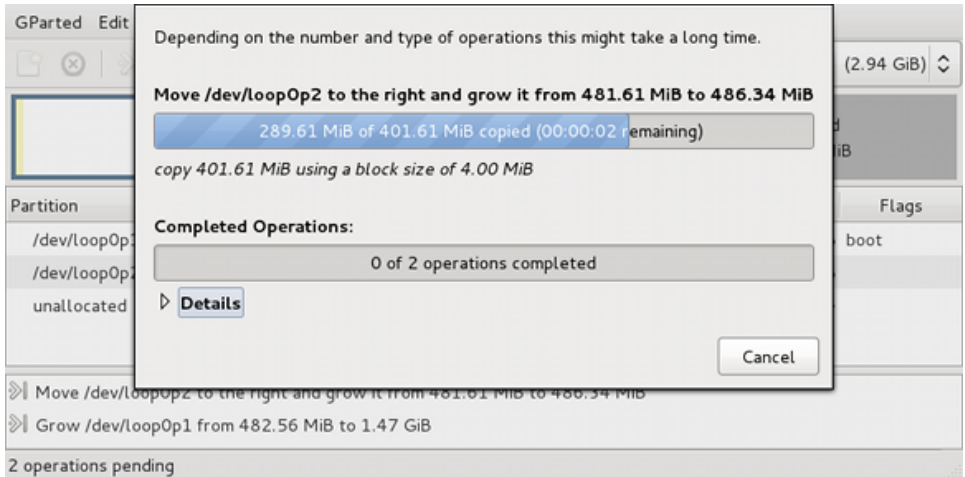 GParted Edit
Depending on the number and type of operations this might take a long time.
(2.94 GiB)
Move /dev/loop0p2 to the right and grow it from 481.61 MiB to 486.34 MiB
289.61 MiB of 401.61 MiB copied (00:00:02 remaining)
copy 401.61 MiB using a block size of 4.00 MiB
Partition
Flags
Completed Operations:
/dev/loop0p1
boot
0 of 2 operations completed
/dev/loop0p2
unallocated
Details
Cancel
Move /dev/loop0p2 to the right and grow it from 481.61 MiB to 486.34 MiB
Grow /dev/loop0p1 from 482.56 MiB to 1.47 GiB
2 operations pending